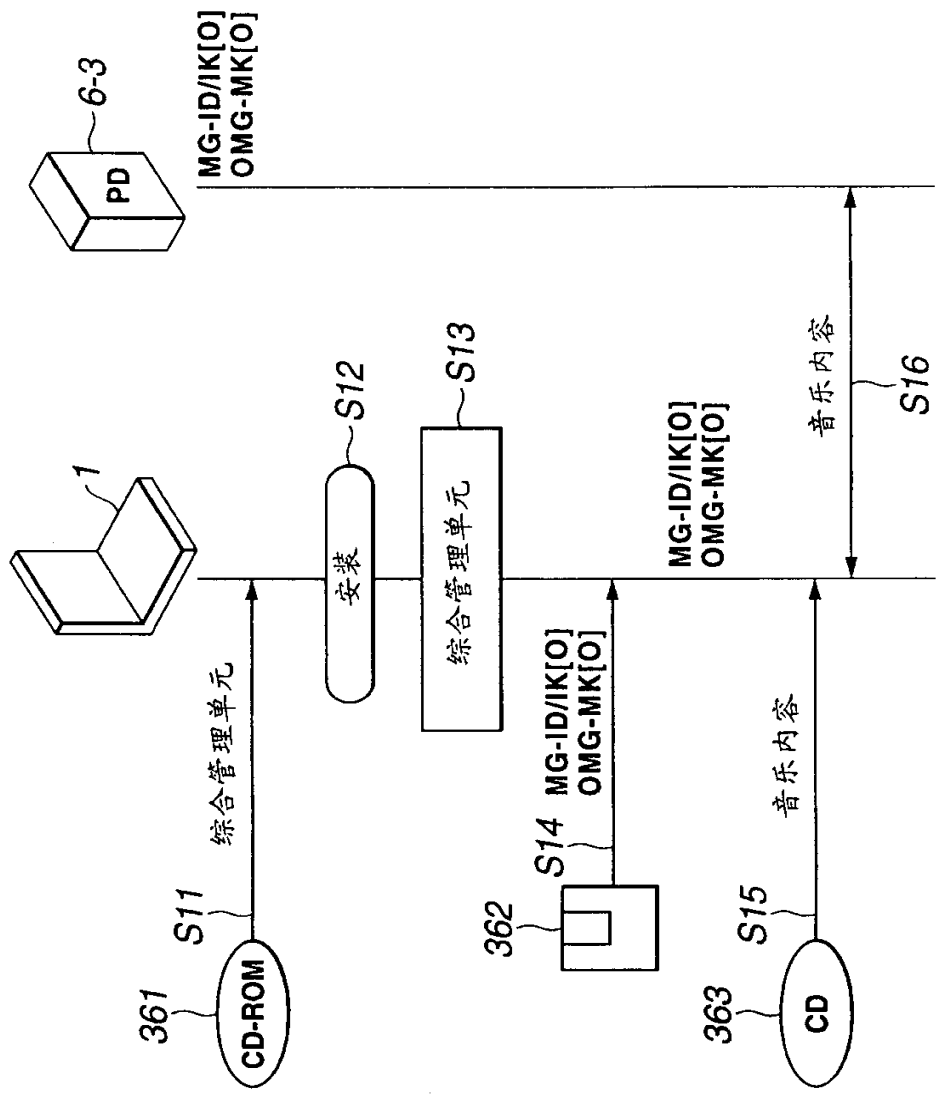 1
PD
6-3
MG-ID/IK[O]
OMG-MK[O]
361
CD-ROM
S11
综合管理单元
安装
S12
综合管理单元
S13
362
S14
MG-ID/IK[O]
OMG-MK[O]
MG-ID/IK[O]
OMG-MK[O]
363
CD
S15
音乐内容
音乐内容
S16